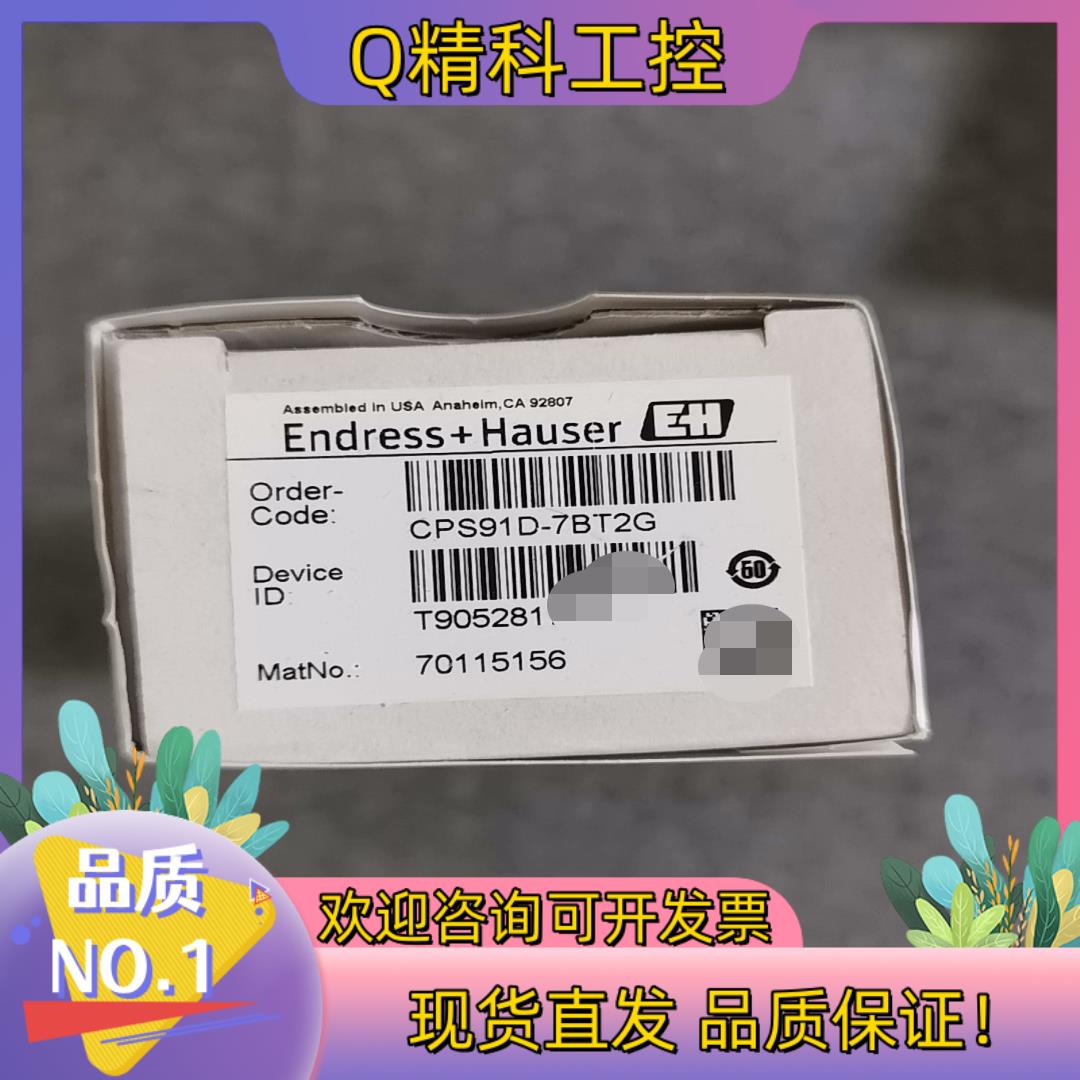 Q精科工控
Assembled in USA Anaheim, CA 92807
Endress+Hauser EH
Order-
Code:
CPS91D-7BT2G
Device
ID:
T905281
60
MatNo.:
70115156
品质
NO.1
欢迎咨询可开发票
现货直发 品质保证!